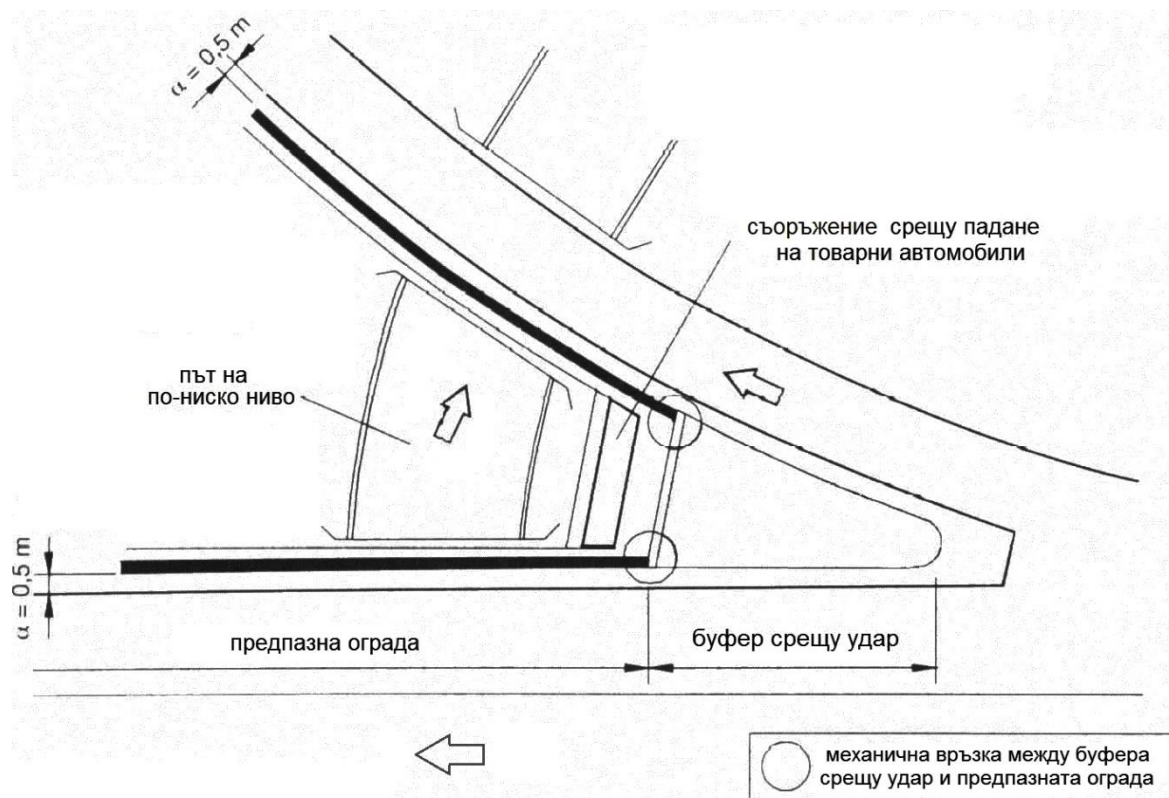 α = 0,5 m
съоръжение срещу падане
на товарни автомобили
път на
по-ниско ниво
α = 0,5 m
предпазна ограда
буфер срещу удар
механична връзка между буфера
срещу удар и предпазната ограда